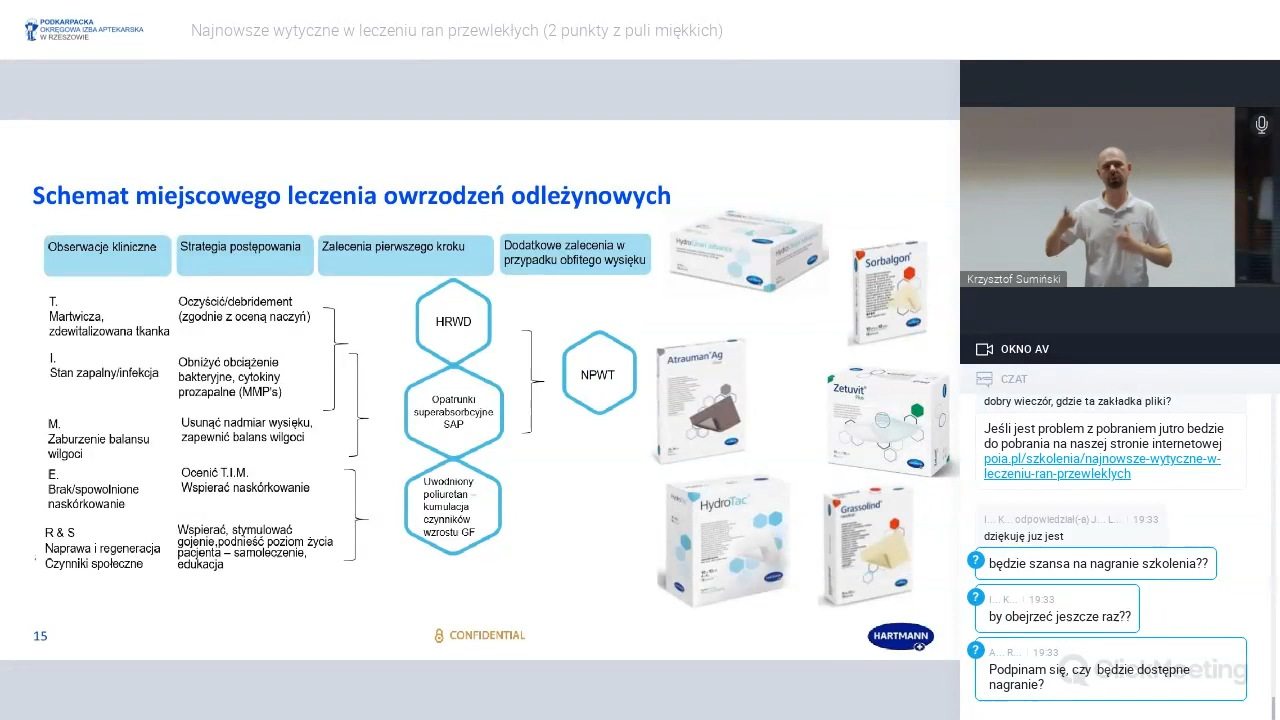 PODKARPACKA
OKRĘGOWA IZBA APTEKARSKA
W RZESZOWIE
Najnowsze wytyczne w leczeniu ran przewlekłych (2 punkty z puli miękkich)
Schemat miejscowego leczenia owrzodzeń odleżynowych
Obserwacje kliniczne
Strategia postępowania
Zalecenia pierwszego kroku
Dodatkowe zalecenia w
przypadku obfitego wysięku
T.
Martwicza,
zdewitalizowana tkanka
Oczyścić/debridement
(zgodnie z oceną naczyń)
I.
Stan zapalny/infekcja
Obniżyć obciążenie
bakteryjne, cytokiny
prozapalne (MMP's)
M.
Zaburzenie balansu
wilgoci
Usunąć nadmiar wysięku,
zapewnić balans wilgoci
E.
Brak/spowolnione
naskórkowanie
Ocenić T.I.M.
Wspierać naskórkowanie
R & S
Naprawa i regeneracja
Czynniki społeczne
Wspierać, stymulować
gojenie,podnieść poziom życia
pacjenta – samoleczenie,
edukacja
HRWD
Opatrunki
superabsorbcyjne
SAP
Uwodniony
poliuretan –
kumulacja
czynników
wzrostu GF
NPWT
HydroClean advance
Sorbalgon®
Atrauman® Ag
Zetuvit®
Plus
HydroTac®
Grassolind®
15
CONFIDENTIAL
HARTMANN
Krzysztof Sumiński
OKNO AV
CZAT
dobry wieczór, gdzie ta zakładka pliki?
Jeśli jest problem z pobraniem jutro bedzie
do pobrania na naszej stronie internetowej
poia.pl/szkolenia/najnowsze-wytyczne-w-
leczeniu-ran-przewleklych
I... K... odpowiedział(-a) J... L... 19:33
dziękuję juz jest
? będzie szansa na nagranie szkolenia??
? I... K... 19:33
by obejrzeć jeszcze raz??
? A... R... 19:33
Podpinam się, czy będzie dostępne
nagranie?
ClickMeeting